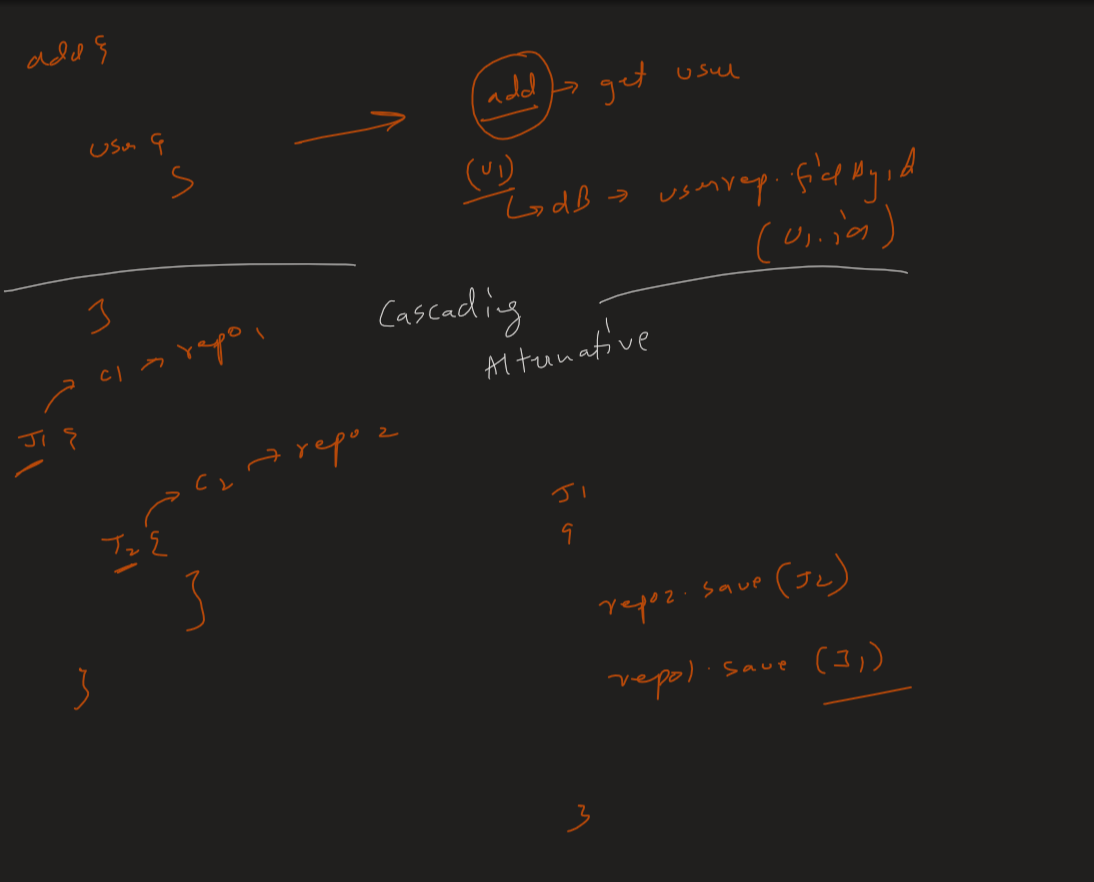 add {
add → get user
user {
}
(U1)
↳ dB → userrep.findById
(U1.id)
}
Cascading
Alternative
C1 → repo1
J1 {
C2 → repo2
J2 {
}
}
J1
{
repo2.save(J2)
repo1.save(J1)
}